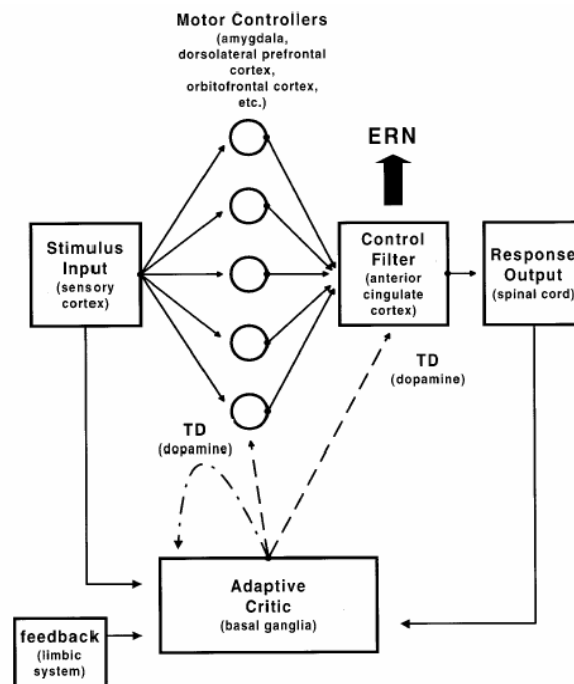 Motor Controllers
(amygdala,
dorsolateral prefrontal
cortex,
orbitofrontal cortex,
etc.)
ERN
Stimulus
Input
(sensory
cortex)
Control
Filter
(anterior
cingulate
cortex)
Response
Output
(spinal cord)
TD
(dopamine)
TD
(dopamine)
Adaptive
Critic
(basal ganglia)
feedback
(limbic
system)